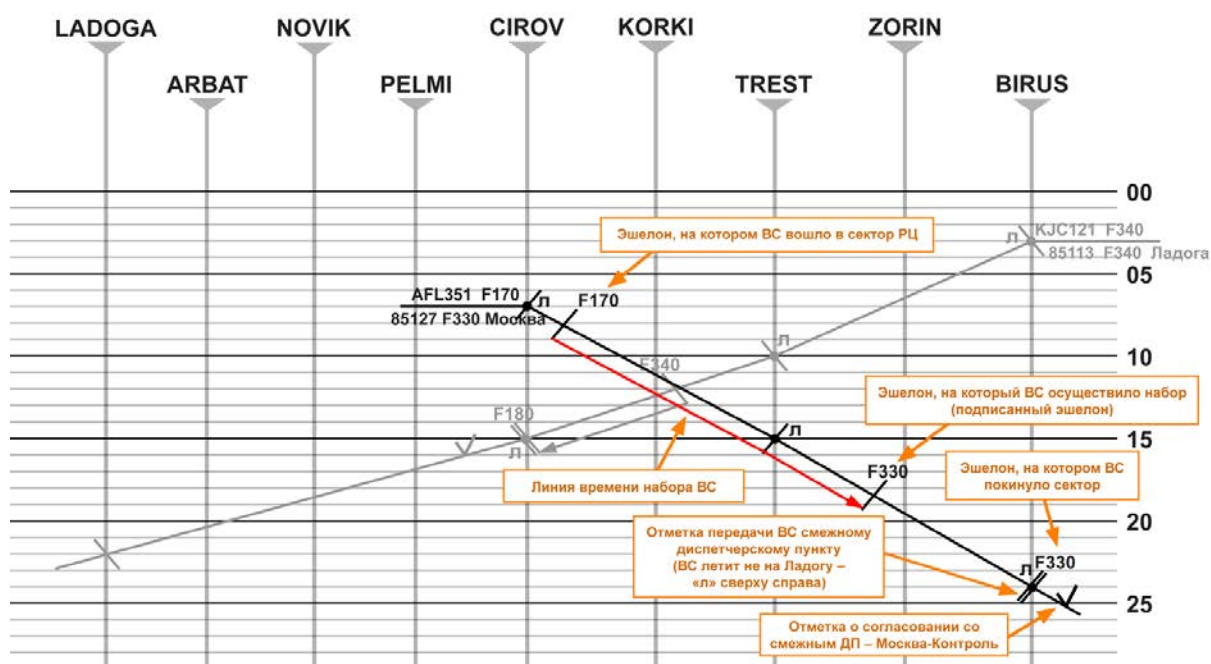 LADOGA NOVIK CIROV KORKI ZORIN
ARBAT PELMI TREST BIRUS
00
Эшелон, на котором ВС вошло в сектор РЦ
л KJC121 F340
85113 F340 Ладога
05
AFL351 F170 л F170
85127 F330 Москва
л
10
F340
Эшелон, на который ВС осуществило набор
(подписанный эшелон)
F180
л
15
л
F330
Линия времени набора ВС
Эшелон, на котором ВС
покинуло сектор
20
Отметка передачи ВС смежному
диспетчерскому пункту
(ВС летит не на Ладогу –
«л» сверху справа)
л F330
25
Отметка о согласовании со
смежным ДП – Москва-Контроль